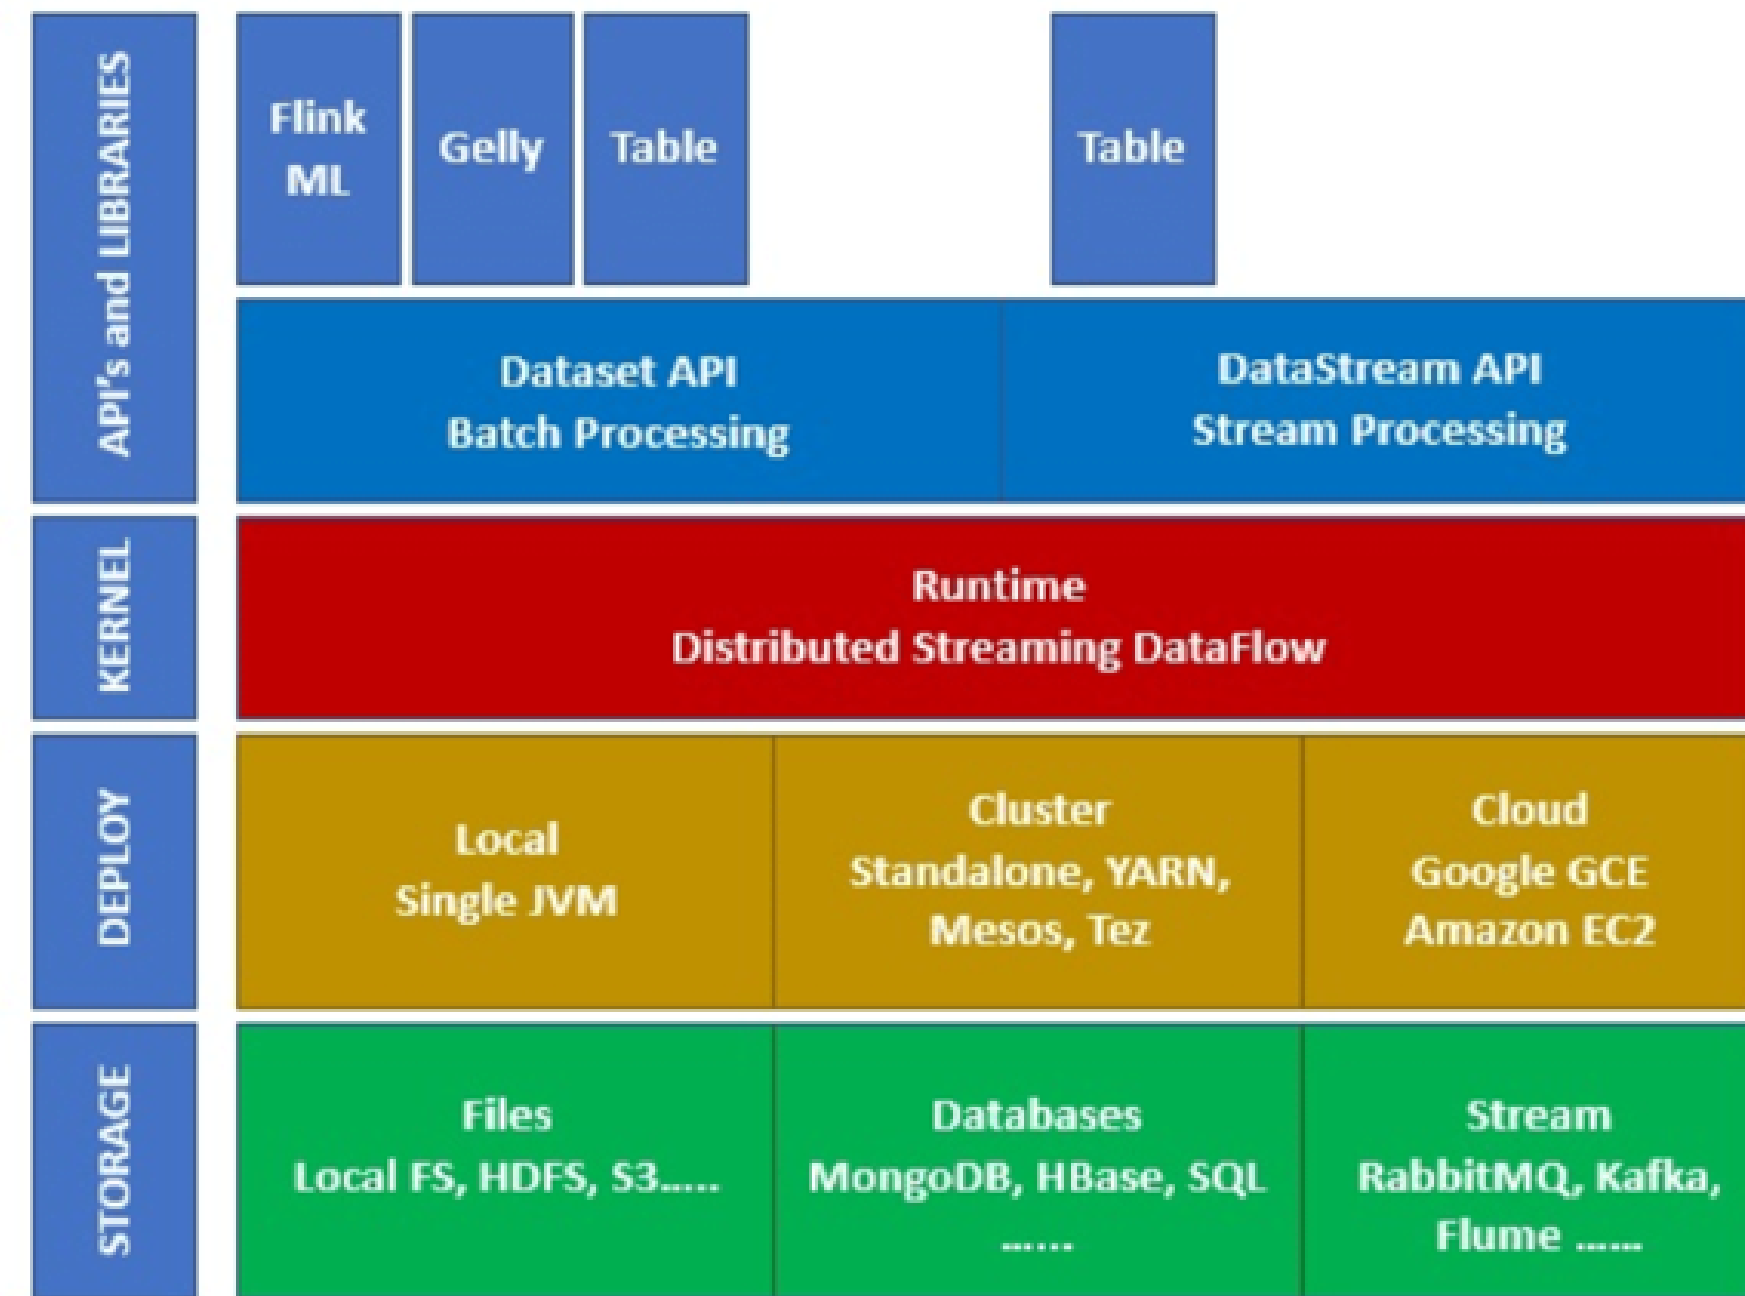 API's and LIBRARIES
Flink
ML
Gelly
Table
Table
Dataset API
Batch Processing
DataStream API
Stream Processing
KERNEL
Runtime
Distributed Streaming DataFlow
DEPLOY
Local
Single JVM
Cluster
Standalone, YARN,
Mesos, Tez
Cloud
Google GCE
Amazon EC2
STORAGE
Files
Local FS, HDFS, S3.....
Databases
MongoDB, HBase, SQL
......
Stream
RabbitMQ, Kafka,
Flume ......